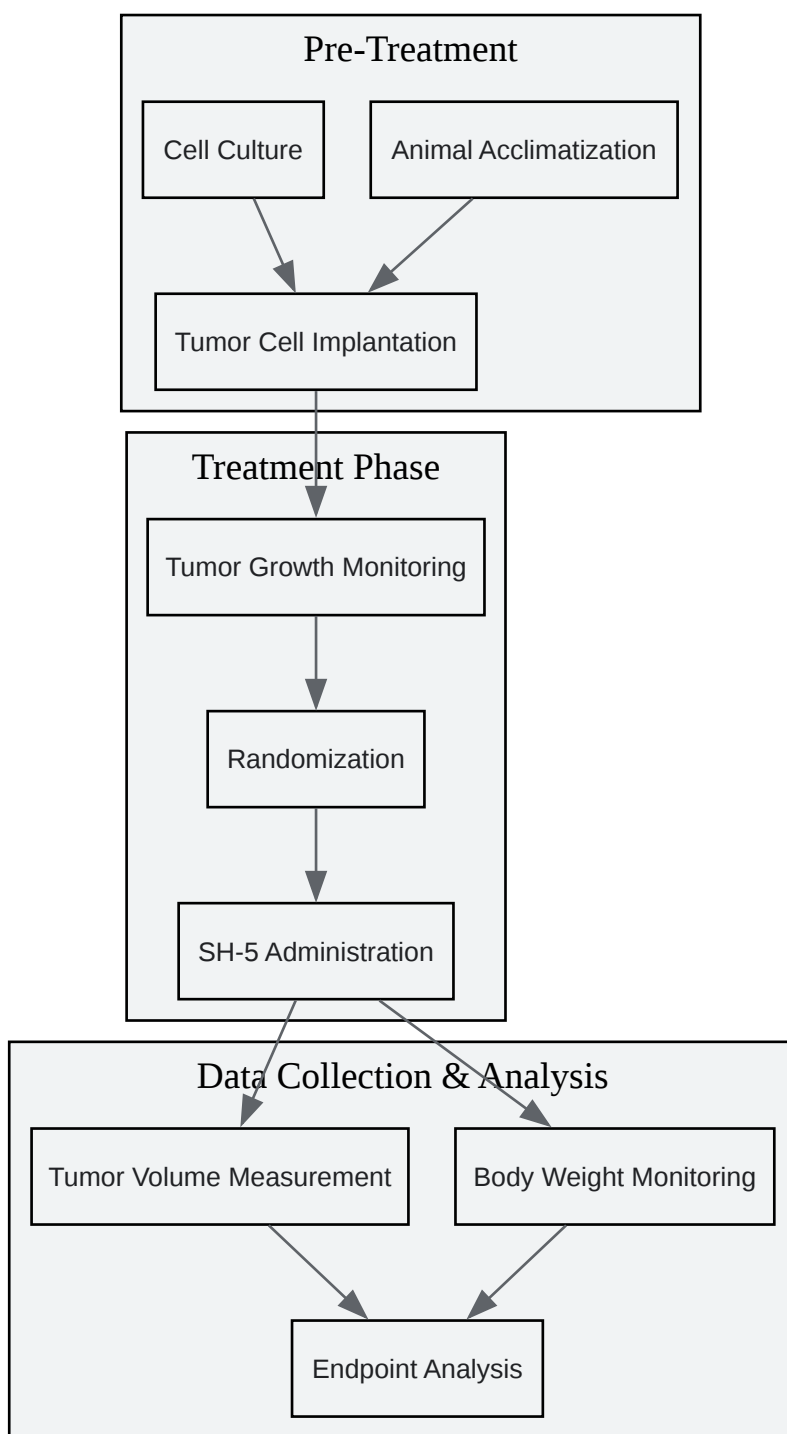 Pre-Treatment
Cell Culture
Animal Acclimatization
Tumor Cell Implantation
Treatment Phase
Tumor Growth Monitoring
Randomization
SH-5 Administration
Data Collection & Analysis
Tumor Volume Measurement
Body Weight Monitoring
Endpoint Analysis